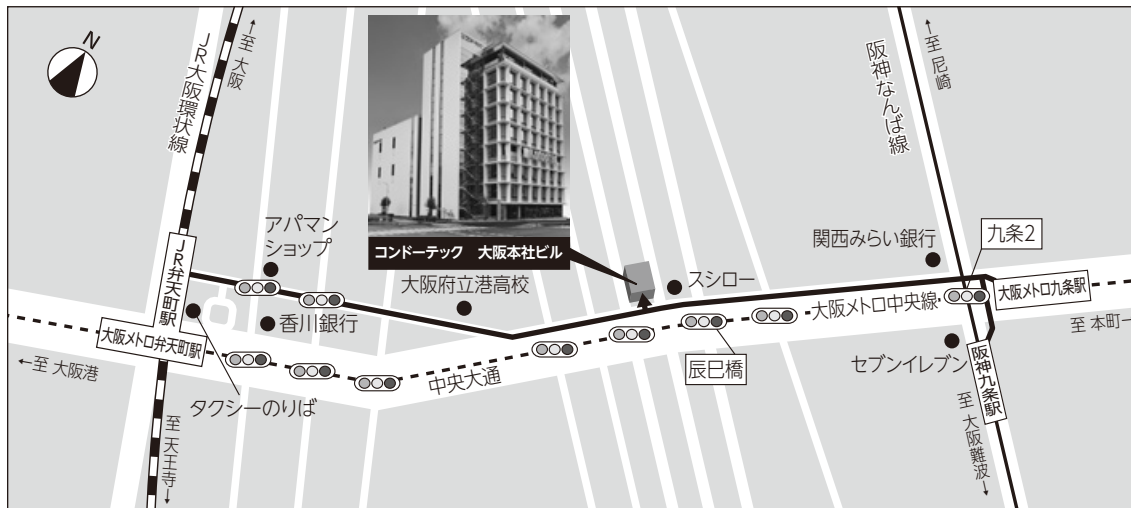 N
←至 大阪
JR大阪環状線
アパマン
ショップ
コンドーテック 大阪本社ビル
大阪府立港高校
スシロー
阪神なんば線
←至 尼崎
関西みらい銀行
九条2
大阪メトロ九条駅
大阪メトロ中央線
至 本町→
JR弁天町駅
香川銀行
大阪メトロ弁天町駅
←至 大阪港
タクシーのりば
中央大通
辰巳橋
セブンイレブン
阪神九条駅
至 天王寺→
至 大阪難波→